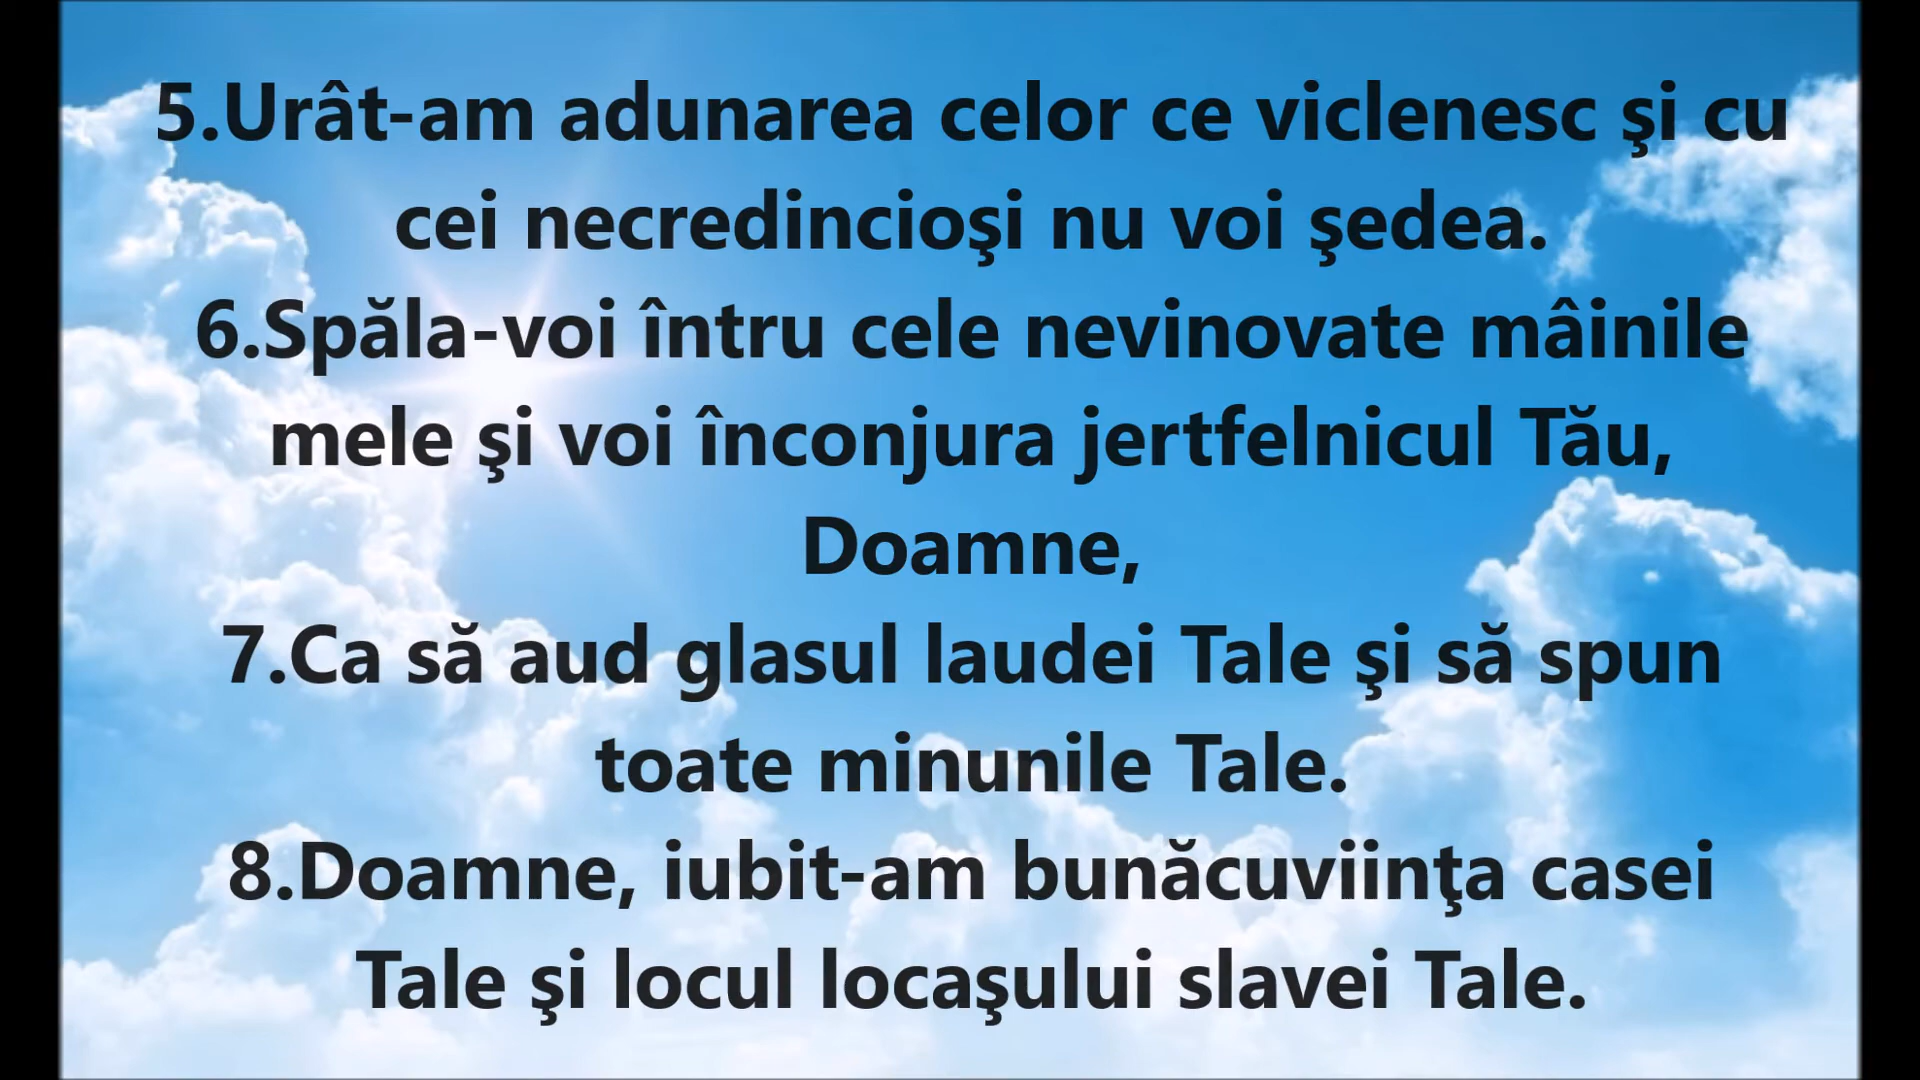 5.Urât-am adunarea celor ce viclenesc şi cu
cei necredincioşi nu voi şedea.
6.Spăla-voi întru cele nevinovate mâinile
mele şi voi înconjura jertfelnicul Tău,
Doamne,
7.Ca să aud glasul laudei Tale şi să spun
toate minunile Tale.
8.Doamne, iubit-am bunăcuviinţa casei
Tale şi locul locaşului slavei Tale.